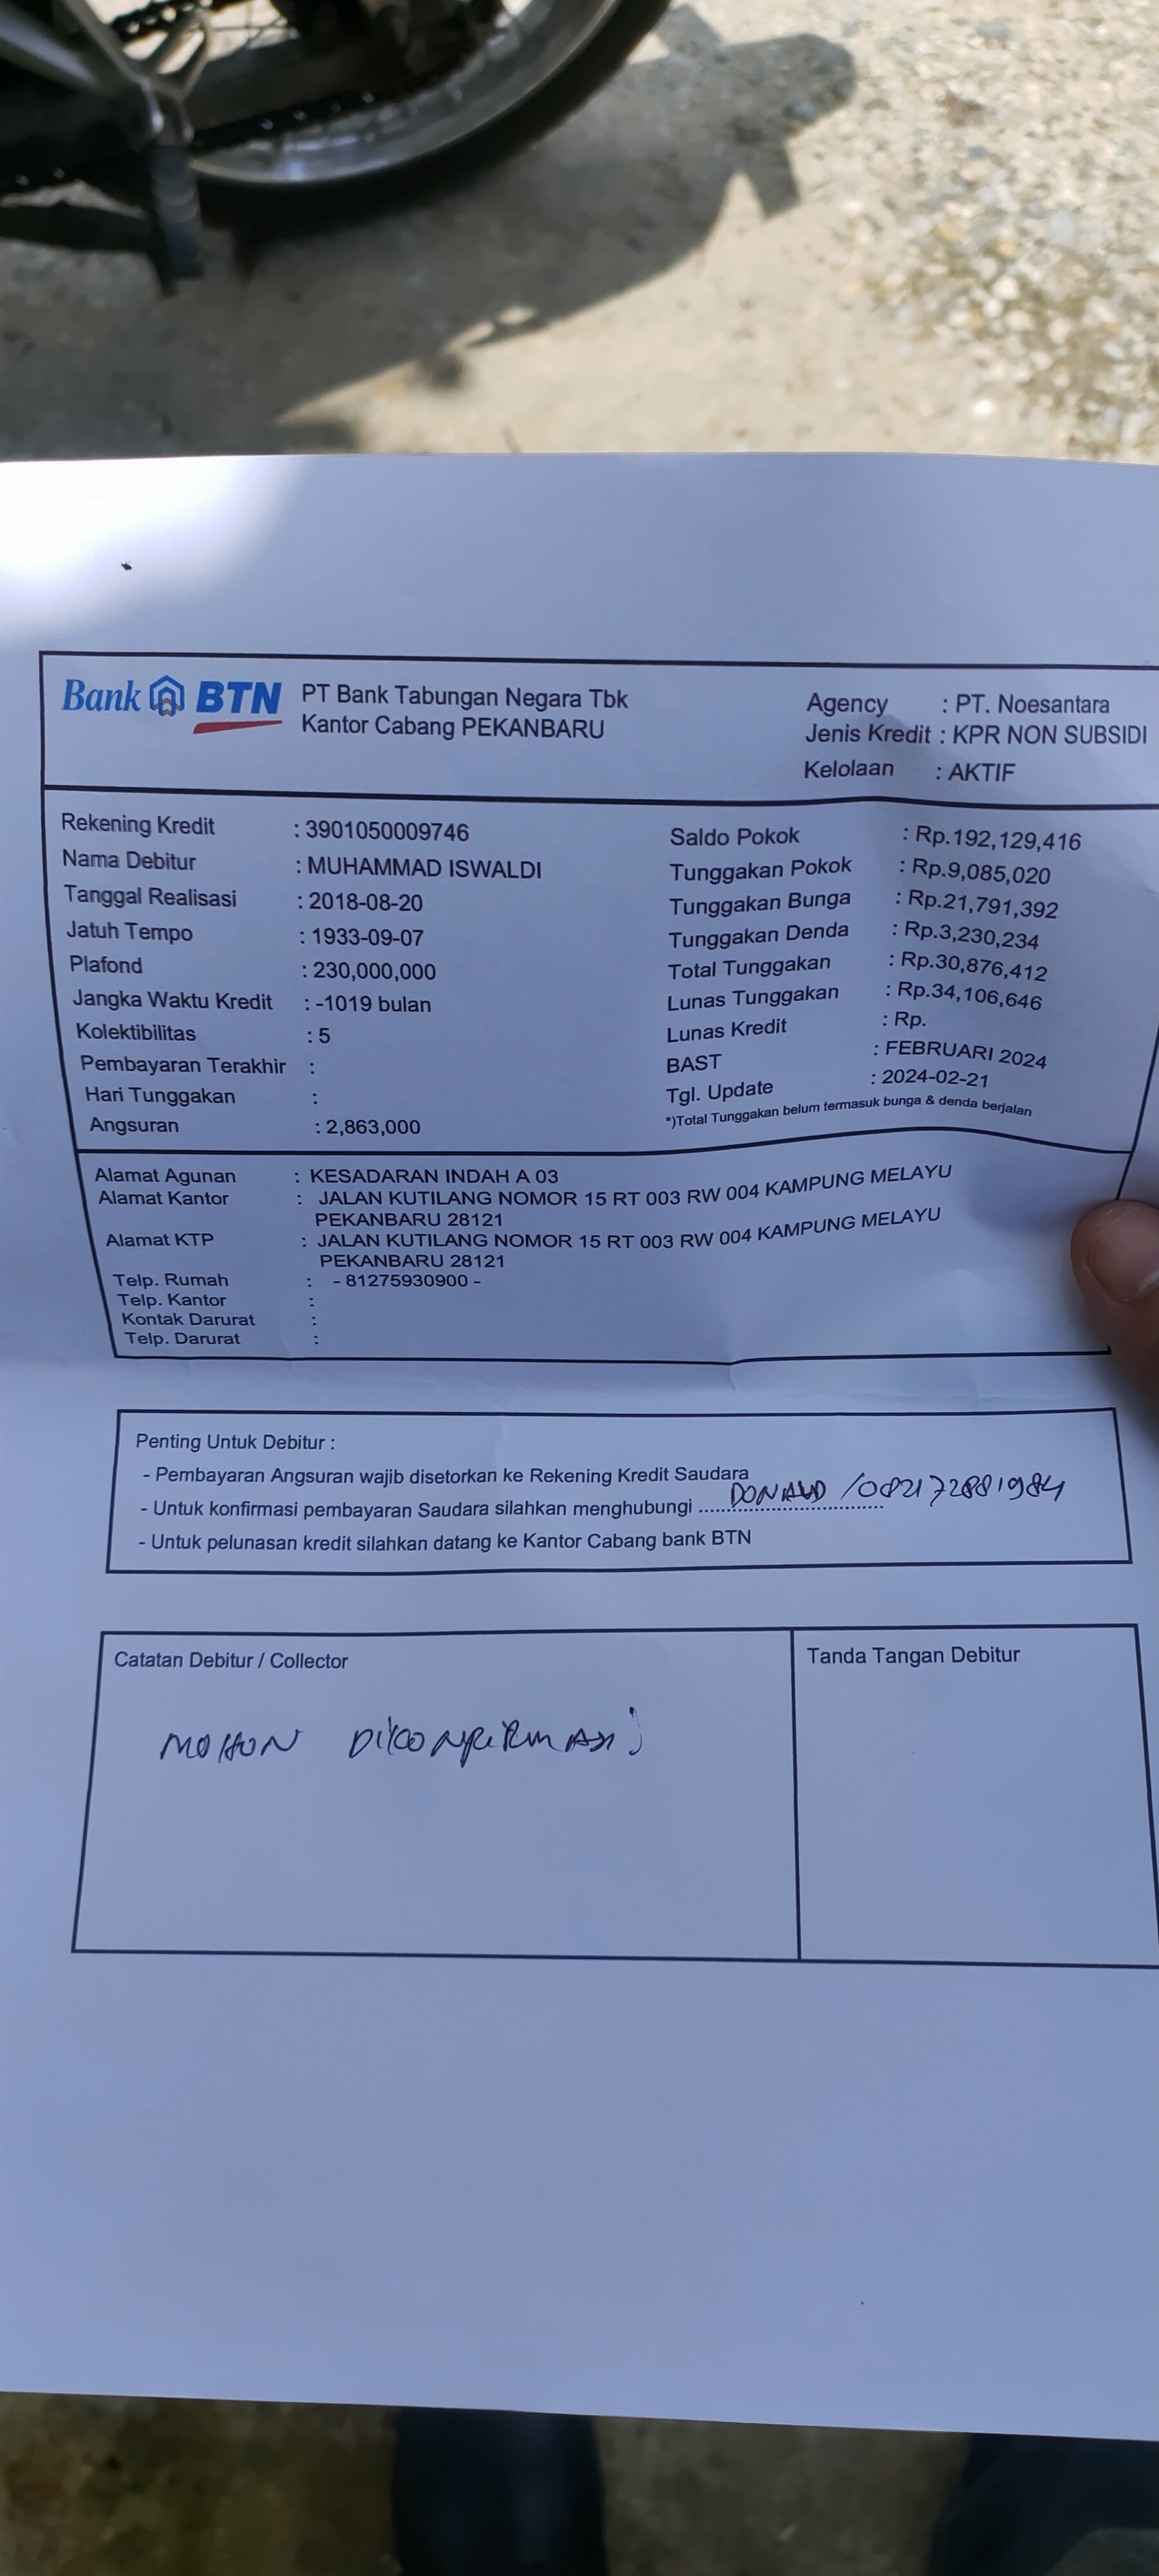 Bank BTN
PT Bank Tabungan Negara Tbk
Kantor Cabang PEKANBARU
Agency : PT. Noesantara
Jenis Kredit : KPR NON SUBSIDI
Kelolaan : AKTIF
Rekening Kredit : 3901050009746
Nama Debitur : MUHAMMAD ISWALDI
Tanggal Realisasi : 2018-08-20
Jatuh Tempo : 1933-09-07
Plafond : 230,000,000
Jangka Waktu Kredit : -1019 bulan
Kolektibilitas : 5
Pembayaran Terakhir :
Hari Tunggakan :
Angsuran : 2,863,000
Saldo Pokok : Rp.192,129,416
Tunggakan Pokok : Rp.9,085,020
Tunggakan Bunga : Rp.21,791,392
Tunggakan Denda : Rp.3,230,234
Total Tunggakan : Rp.30,876,412
Lunas Tunggakan : Rp.34,106,646
Lunas Kredit : Rp.
BAST : FEBRUARI 2024
Tgl. Update : 2024-02-21
*)Total Tunggakan belum termasuk bunga & denda berjalan
Alamat Agunan : KESADARAN INDAH A 03
Alamat Kantor : JALAN KUTILANG NOMOR 15 RT 003 RW 004 KAMPUNG MELAYU
PEKANBARU 28121
Alamat KTP : JALAN KUTILANG NOMOR 15 RT 003 RW 004 KAMPUNG MELAYU
PEKANBARU 28121
Telp. Rumah : - 81275930900 -
Telp. Kantor :
Kontak Darurat :
Telp. Darurat :
Penting Untuk Debitur :
- Pembayaran Angsuran wajib disetorkan ke Rekening Kredit Saudara
- Untuk konfirmasi pembayaran Saudara silahkan menghubungi ........ DONALD /082172881984
- Untuk pelunasan kredit silahkan datang ke Kantor Cabang bank BTN
Catatan Debitur / Collector
Tanda Tangan Debitur
MOHON DIKONFIRMASI